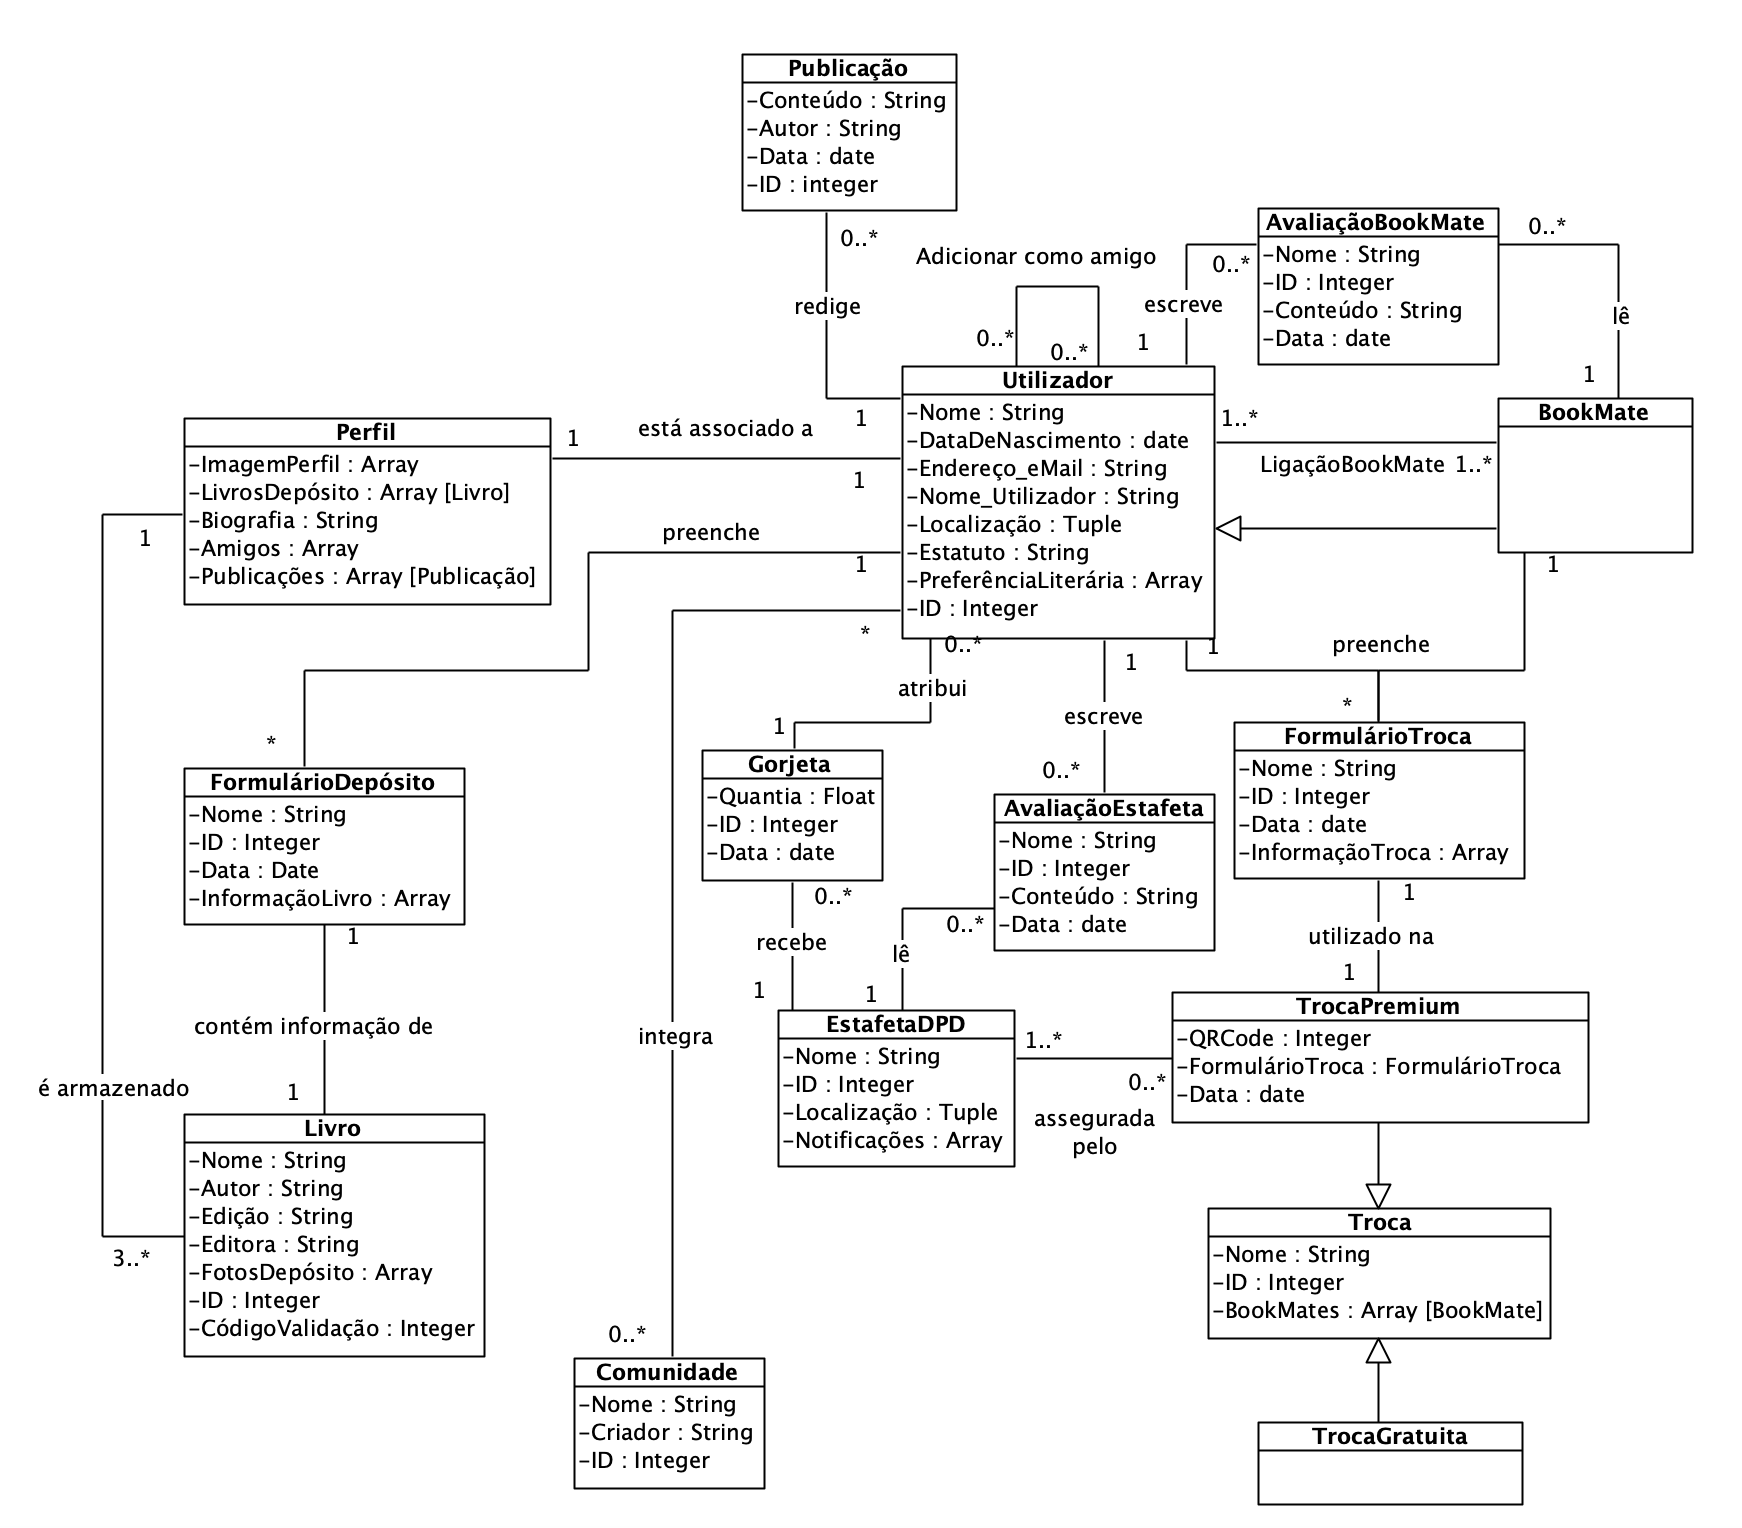 Publicação
-Conteúdo : String
-Autor : String
-Data : date
-ID : integer
0..*
redige
1
Adicionar como amigo
0..*
0..*
escreve
0..*
1
AvaliaçãoBookMate
-Nome : String
-ID : Integer
-Conteúdo : String
-Data : date
0..*
lê
1
Utilizador
-Nome : String
-DataDeNascimento : date
-Endereço_eMail : String
-Nome_Utilizador : String
-Localização : Tuple
-Estatuto : String
-PreferênciaLiterária : Array
-ID : Integer
1..*
LigaçãoBookMate 1..*
BookMate
Perfil
-ImagemPerfil : Array
-LivrosDepósito : Array [Livro]
-Biografia : String
-Amigos : Array
-Publicações : Array [Publicação]
1
está associado a
1
1
preenche
1
*
*
0..*
atribui
1
1
escreve
0..*
1
1
preenche
*
FormulárioDepósito
-Nome : String
-ID : Integer
-Data : Date
-InformaçãoLivro : Array
Gorjeta
-Quantia : Float
-ID : Integer
-Data : date
AvaliaçãoEstafeta
-Nome : String
-ID : Integer
-Conteúdo : String
-Data : date
FormulárioTroca
-Nome : String
-ID : Integer
-Data : date
-InformaçãoTroca : Array
1
contém informação de
1
0..*
recebe
1
0..*
lê
1
1
utilizado na
1
integra
0..*
é armazenado
3..*
EstafetaDPD
-Nome : String
-ID : Integer
-Localização : Tuple
-Notificações : Array
1..*
0..*
assegurada
pelo
TrocaPremium
-QRCode : Integer
-FormulárioTroca : FormulárioTroca
-Data : date
Livro
-Nome : String
-Autor : String
-Edição : String
-Editora : String
-FotosDepósito : Array
-ID : Integer
-CódigoValidação : Integer
Troca
-Nome : String
-ID : Integer
-BookMates : Array [BookMate]
Comunidade
-Nome : String
-Criador : String
-ID : Integer
TrocaGratuita